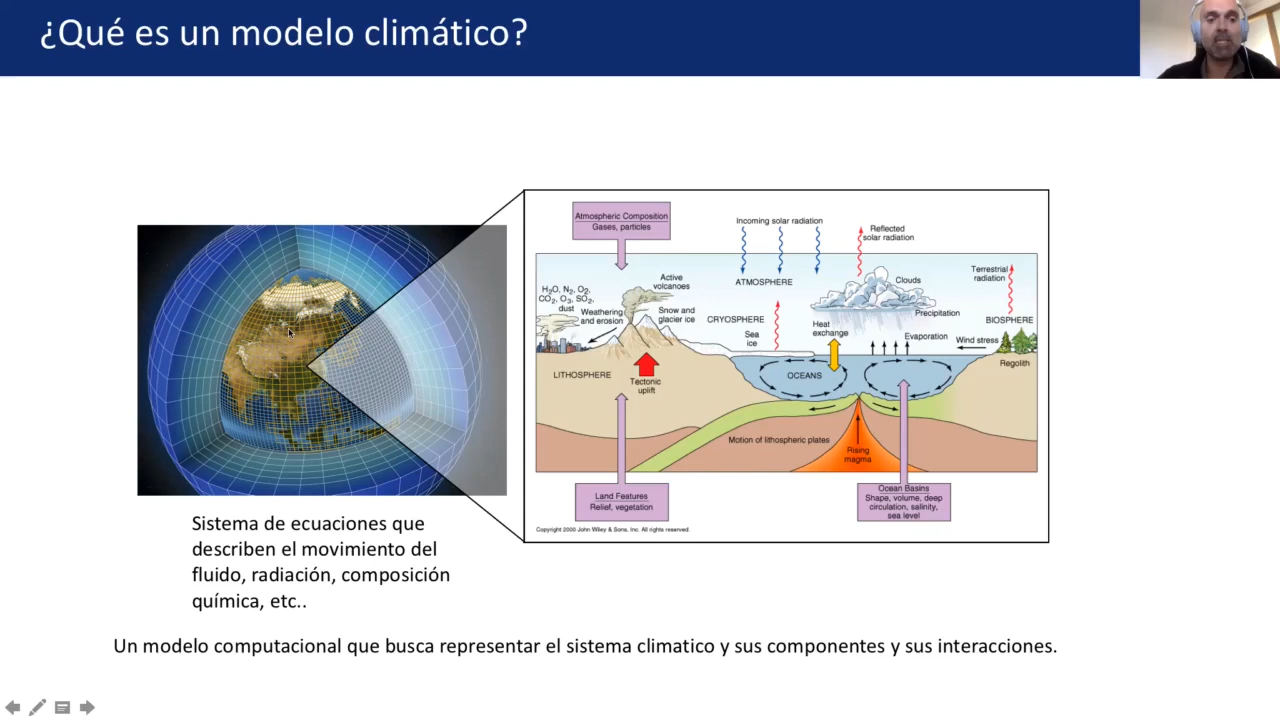 ¿Qué es un modelo climático?
Atmospheric Composition
Gases, particles
Incoming solar radiation
Reflected
solar radiation
ATMOSPHERE
Clouds
Terrestrial
radiation
Active
volcanoes
H₂O, N₂, O₂,
CO₂, O₃, SO₂,
dust
Weathering
and erosion
Snow and
glacier ice
CRYOSPHERE
Sea
ice
Heat
exchange
Precipitation
BIOSPHERE
Evaporation
Wind stress
Regolith
LITHOSPHERE
Tectonic
uplift
OCEANS
Motion of lithospheric plates
Rising
magma
Land Features
Relief, vegetation
Ocean Basins
Shape, volume, deep
circulation, salinity,
sea level
Copyright 2000 John Wiley & Sons, Inc. All rights reserved.
Sistema de ecuaciones que
describen el movimiento del
fluido, radiación, composición
química, etc..
Un modelo computacional que busca representar el sistema climatico y sus componentes y sus interacciones.